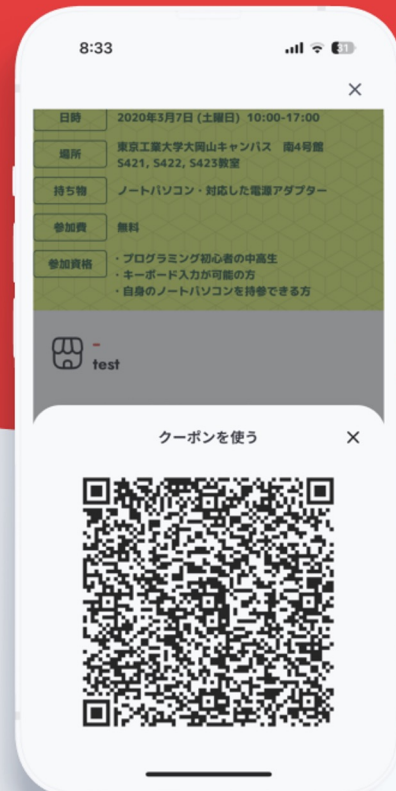 8:33
31
日時 2020年3月7日 (土曜日) 10:00-17:00
場所 東京工業大学大岡山キャンパス 南4号館
S421, S422, S423教室
持ち物 ノートパソコン・対応した電源アダプター
参加費 無料
参加資格 ・プログラミング初心者の中高生
・キーボード入力が可能の方
・自身のノートパソコンを持参できる方
-
test
クーポンを使う